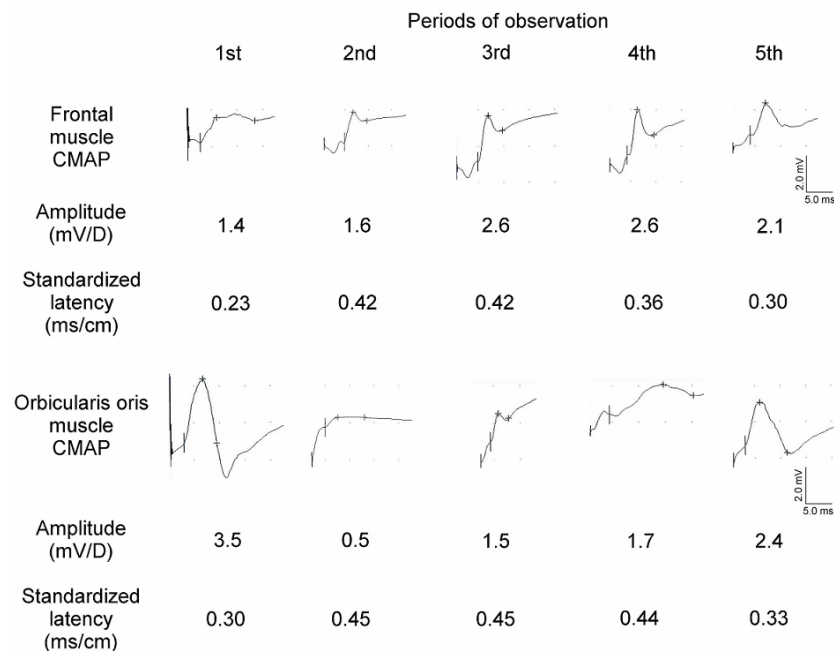 Periods of observation
1st 2nd 3rd 4th 5th
Frontal
muscle
CMAP
2.0 mV
5.0 ms
Amplitude
(mV/D)
1.4 1.6 2.6 2.6 2.1
Standardized
latency
(ms/cm)
0.23 0.42 0.42 0.36 0.30
Orbicularis oris
muscle
CMAP
2.0 mV
5.0 ms
Amplitude
(mV/D)
3.5 0.5 1.5 1.7 2.4
Standardized
latency
(ms/cm)
0.30 0.45 0.45 0.44 0.33